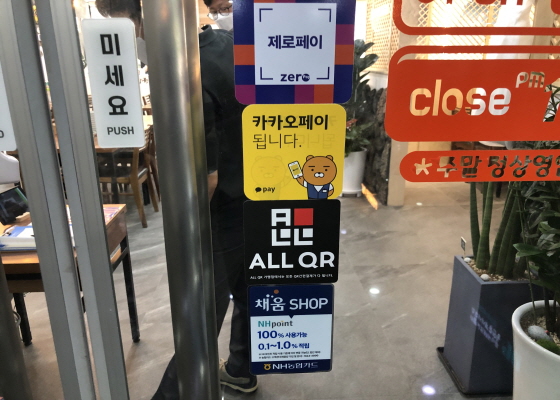 미세요
PUSH
제로페이
zero
카카오페이
됩니다.
pay
ALL QR
채움 SHOP
NHpoint
100% 사용가능
0.1~1.0% 적립
NH농협카드
close PM
주말 정상영